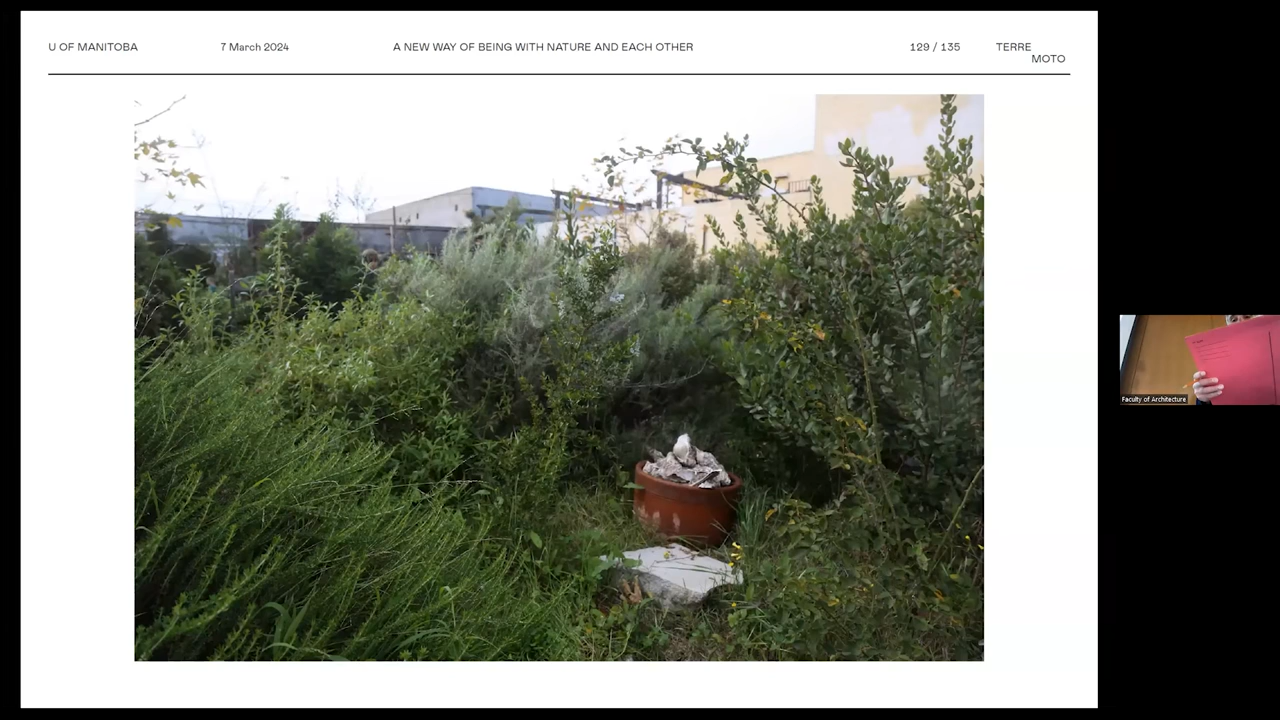 U OF MANITOBA
7 March 2024
A NEW WAY OF BEING WITH NATURE AND EACH OTHER
129 / 135
TERRE
MOTO
Faculty of Architecture